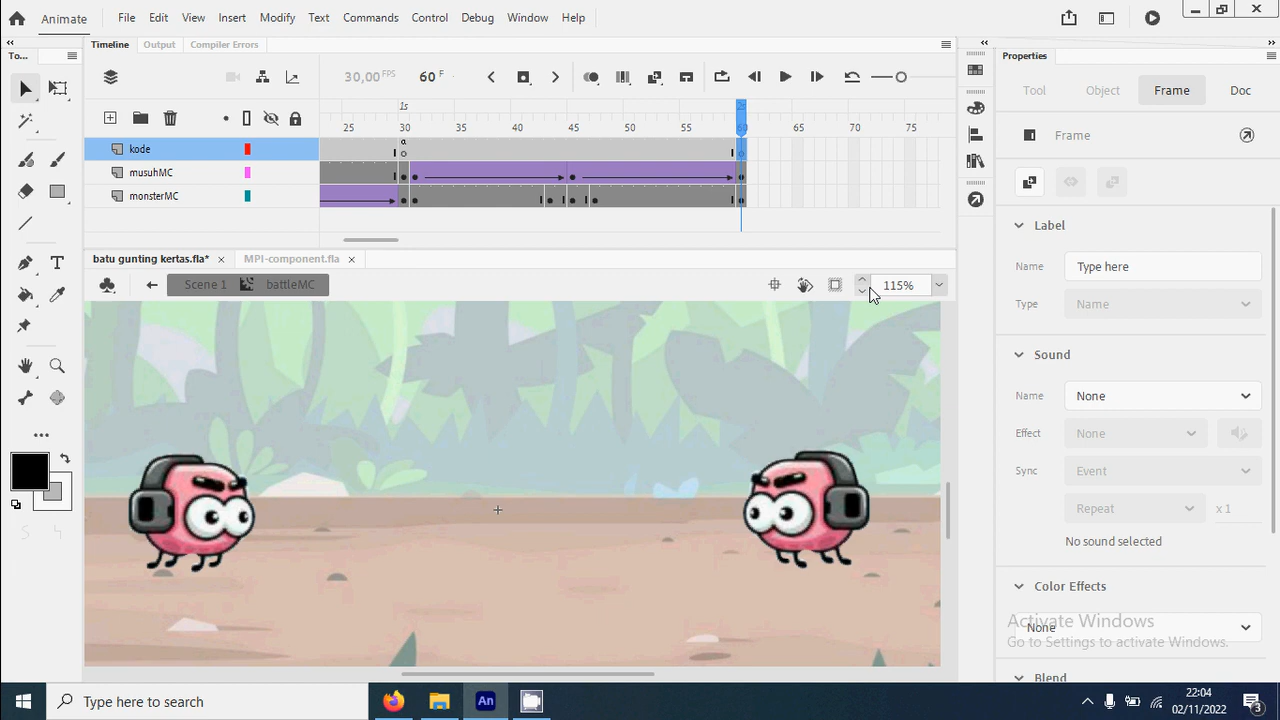 Animate File Edit View Insert Modify Text Commands Control Debug Window Help
To... Timeline Output Compiler Errors Properties
30,00 FPS 60 F
Tool Object Frame Doc
1s 2s
25 30 35 40 45 50 55 60 65 70 75
Frame
kode
musuhMC
monsterMC
Label
batu gunting kertas.fla* × MPI-component.fla ×
Name Type here
Scene 1 battleMC 115%
Type Name
Sound
Name None
Effect None
Sync Event
Repeat x 1
No sound selected
Color Effects
None
Activate Windows
Go to Settings to activate Windows.
Blend
Type here to search
An
22:04
02/11/2022
3